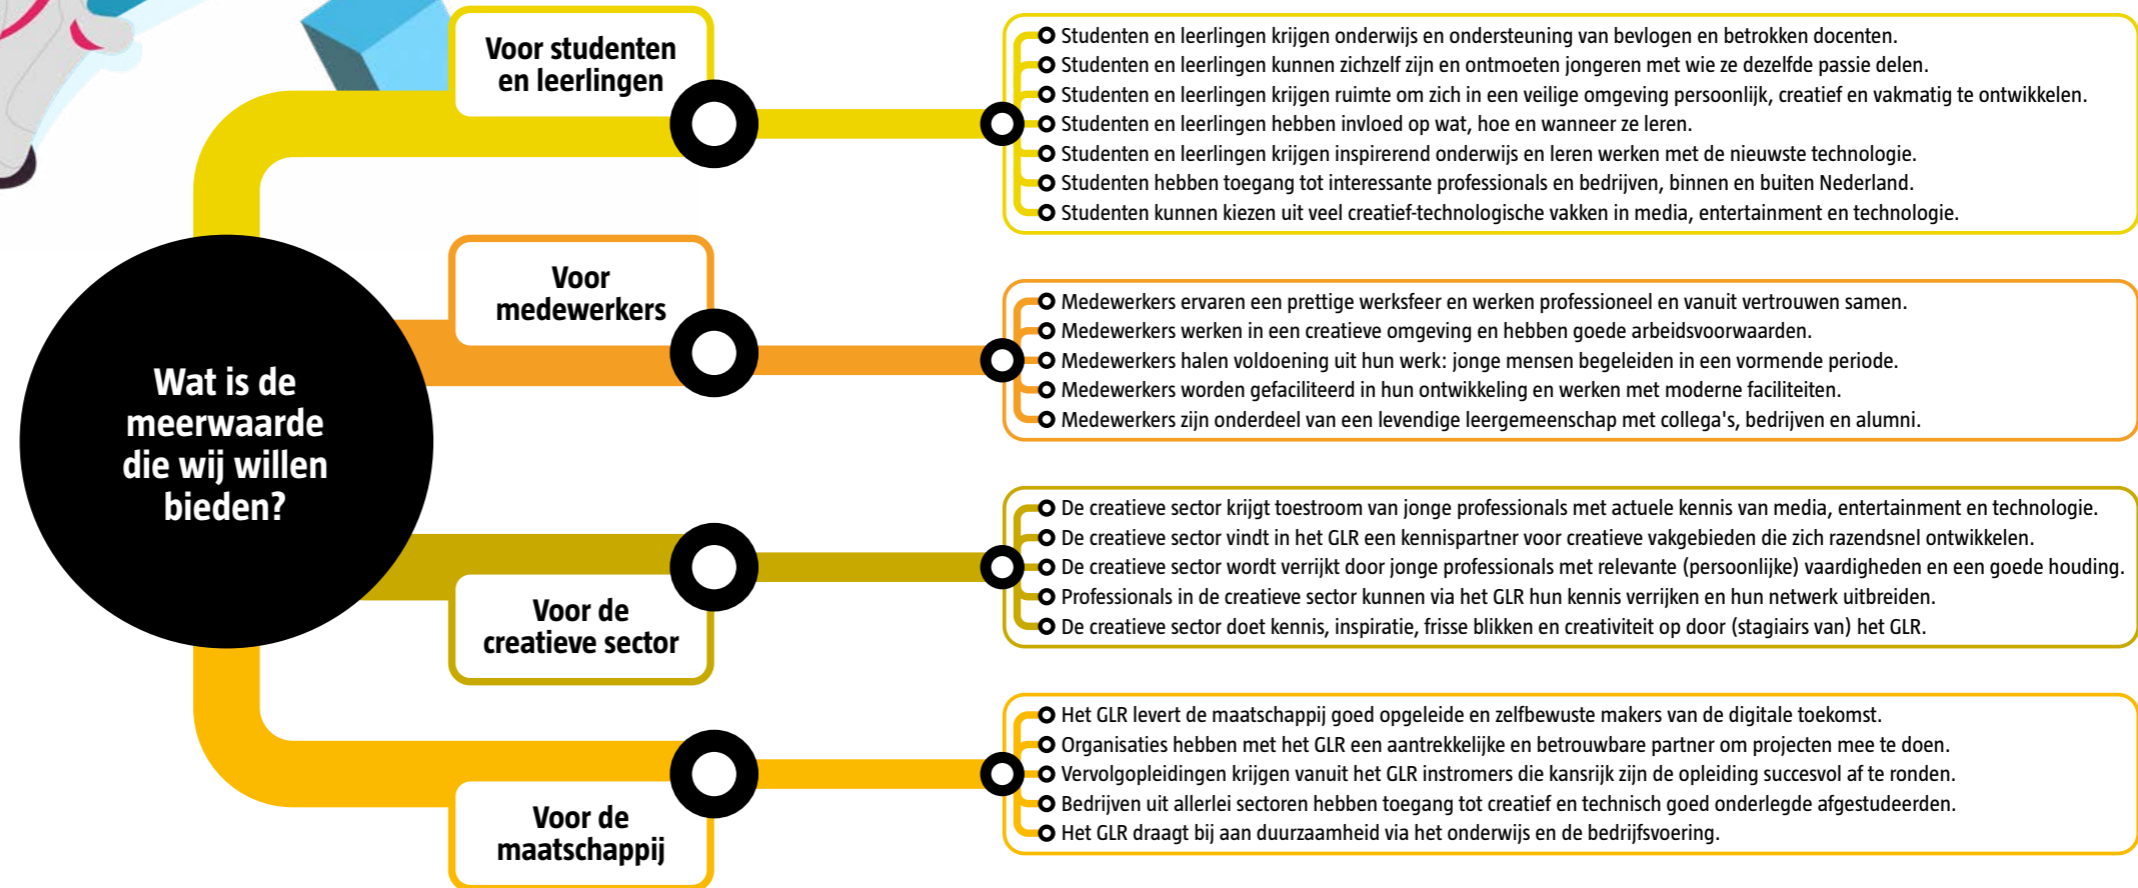 Wat is de
meerwaarde
die wij willen
bieden?
Voor studenten
en leerlingen
Studenten en leerlingen krijgen onderwijs en ondersteuning van bevlogen en betrokken docenten.
Studenten en leerlingen kunnen zichzelf zijn en ontmoeten jongeren met wie ze dezelfde passie delen.
Studenten en leerlingen krijgen ruimte om zich in een veilige omgeving persoonlijk, creatief en vakmatig te ontwikkelen.
Studenten en leerlingen hebben invloed op wat, hoe en wanneer ze leren.
Studenten en leerlingen krijgen inspirerend onderwijs en leren werken met de nieuwste technologie.
Studenten hebben toegang tot interessante professionals en bedrijven, binnen en buiten Nederland.
Studenten kunnen kiezen uit veel creatief-technologische vakken in media, entertainment en technologie.
Voor
medewerkers
Medewerkers ervaren een prettige werksfeer en werken professioneel en vanuit vertrouwen samen.
Medewerkers werken in een creatieve omgeving en hebben goede arbeidsvoorwaarden.
Medewerkers halen voldoening uit hun werk: jonge mensen begeleiden in een vormende periode.
Medewerkers worden gefaciliteerd in hun ontwikkeling en werken met moderne faciliteiten.
Medewerkers zijn onderdeel van een levendige leergemeenschap met collega's, bedrijven en alumni.
Voor de
creatieve sector
De creatieve sector krijgt toestroom van jonge professionals met actuele kennis van media, entertainment en technologie.
De creatieve sector vindt in het GLR een kennispartner voor creatieve vakgebieden die zich razendsnel ontwikkelen.
De creatieve sector wordt verrijkt door jonge professionals met relevante (persoonlijke) vaardigheden en een goede houding.
Professionals in de creatieve sector kunnen via het GLR hun kennis verrijken en hun netwerk uitbreiden.
De creatieve sector doet kennis, inspiratie, frisse blikken en creativiteit op door (stagiairs van) het GLR.
Voor de
maatschappij
Het GLR levert de maatschappij goed opgeleide en zelfbewuste makers van de digitale toekomst.
Organisaties hebben met het GLR een aantrekkelijke en betrouwbare partner om projecten mee te doen.
Vervolgopleidingen krijgen vanuit het GLR instromers die kansrijk zijn de opleiding succesvol af te ronden.
Bedrijven uit allerlei sectoren hebben toegang tot creatief en technisch goed onderlegde afgestudeerden.
Het GLR draagt bij aan duurzaamheid via het onderwijs en de bedrijfsvoering.